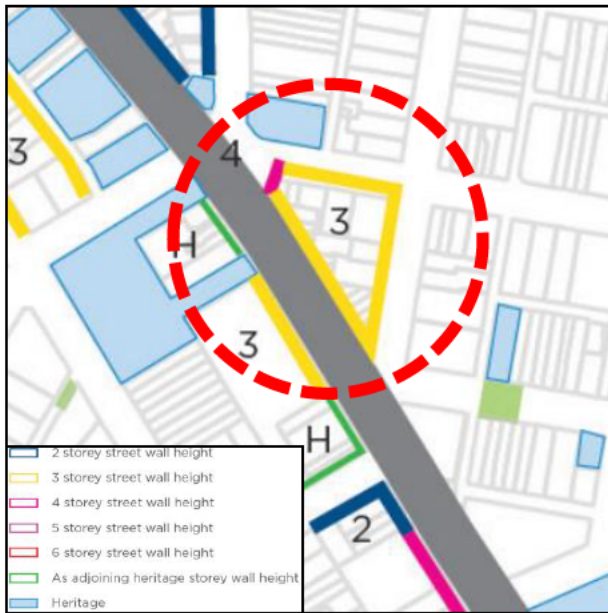 4
3
3
H
3
H
2
2 storey street wall height
3 storey street wall height
4 storey street wall height
5 storey street wall height
6 storey street wall height
As adjoining heritage storey wall height
Heritage